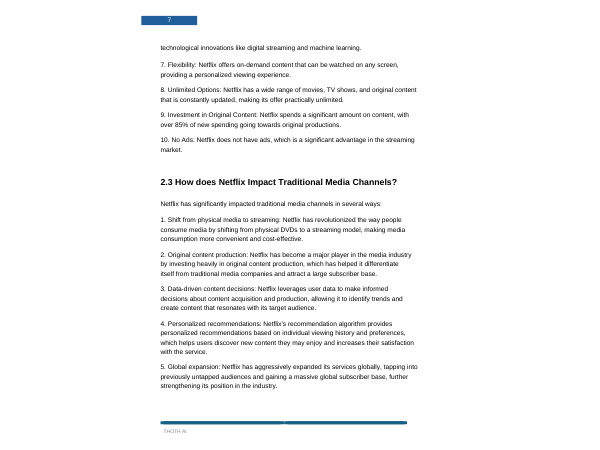 7
technological innovations like digital streaming and machine learning.
7. Flexibility: Netflix offers on-demand content that can be watched on any screen,
providing a personalized viewing experience.
8. Unlimited Options: Netflix has a wide range of movies, TV shows, and original content
that is constantly updated, making its offer practically unlimited.
9. Investment in Original Content: Netflix spends a significant amount on content, with
over 85% of new spending going towards original productions.
10. No Ads: Netflix does not have ads, which is a significant advantage in the streaming
market.
2.3 How does Netflix Impact Traditional Media Channels?
Netflix has significantly impacted traditional media channels in several ways:
1. Shift from physical media to streaming: Netflix has revolutionized the way people
consume media by shifting from physical DVDs to a streaming model, making media
consumption more convenient and cost-effective.
2. Original content production: Netflix has become a major player in the media industry
by investing heavily in original content production, which has helped it differentiate
itself from traditional media companies and attract a large subscriber base.
3. Data-driven content decisions: Netflix leverages user data to make informed
decisions about content acquisition and production, allowing it to identify trends and
create content that resonates with its target audience.
4. Personalized recommendations: Netflix's recommendation algorithm provides
personalized recommendations based on individual viewing history and preferences,
which helps users discover new content they may enjoy and increases their satisfaction
with the service.
5. Global expansion: Netflix has aggressively expanded its services globally, tapping into
previously untapped audiences and gaining a massive global subscriber base, further
strengthening its position in the industry.
THOTH AI